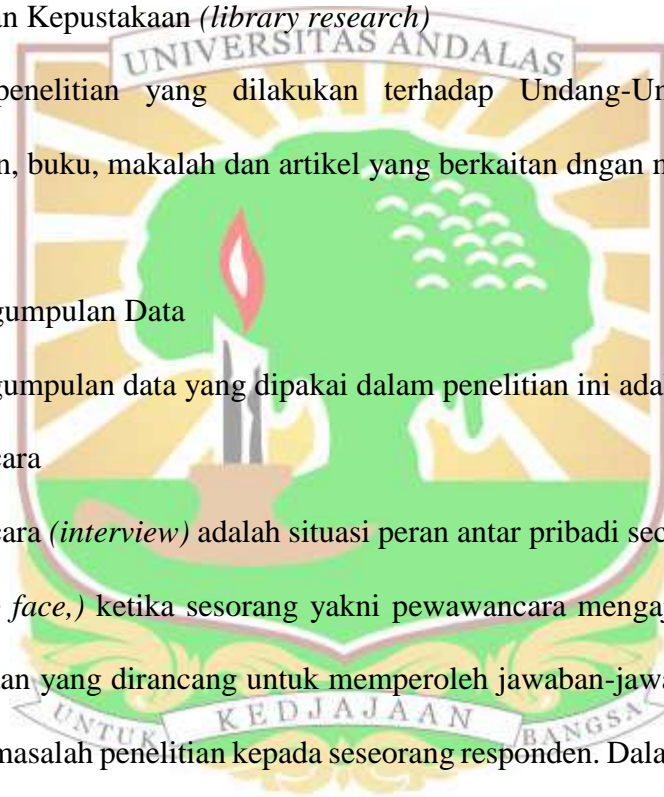 an Kepustakaan (library research)
UNIVERSITAS ANDALAS
penelitian yang dilakukan terhadap Undang-Un
n, buku, makalah dan artikel yang berkaitan dngan m
gumpulan Data
gumpulan data yang dipakai dalam penelitian ini adal
cara
cara (interview) adalah situasi peran antar pribadi sec
face,) ketika sesorang yakni pewawancara mengaj
an yang dirancang untuk memperoleh jawaban-jawa
UNTUK KEDJAJAAN BANGSA
masalah penelitian kepada seseorang responden. Dala